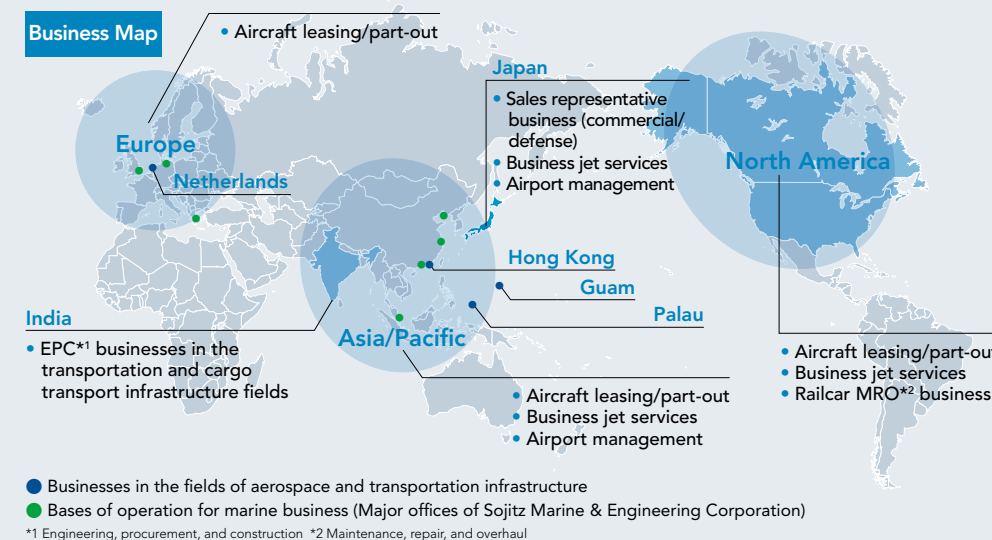 Business Map
• Aircraft leasing/part-out
Europe
Netherlands
Japan
• Sales representative
business (commercial/
defense)
• Business jet services
• Airport management
North America
Hong Kong
Guam
Palau
India
• EPC*1 businesses in the
transportation and cargo
transport infrastructure fields
Asia/Pacific
• Aircraft leasing/part-out
• Business jet services
• Airport management
• Aircraft leasing/part-out
• Business jet services
• Railcar MRO*2 business
● Businesses in the fields of aerospace and transportation infrastructure
● Bases of operation for marine business (Major offices of Sojitz Marine & Engineering Corporation)
*1 Engineering, procurement, and construction *2 Maintenance, repair, and overhaul